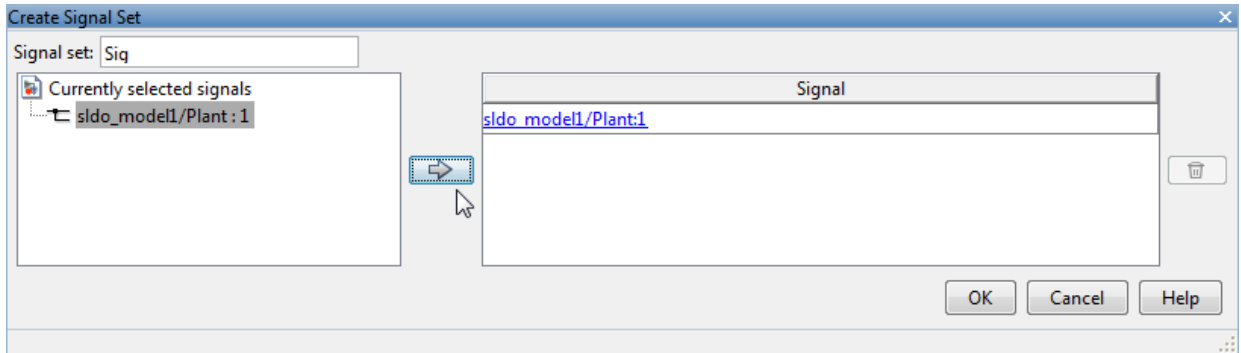 Create Signal Set
Signal set: Sig
Currently selected signals
sldo_model1/Plant : 1
Signal
sldo_model1/Plant:1
OK Cancel Help